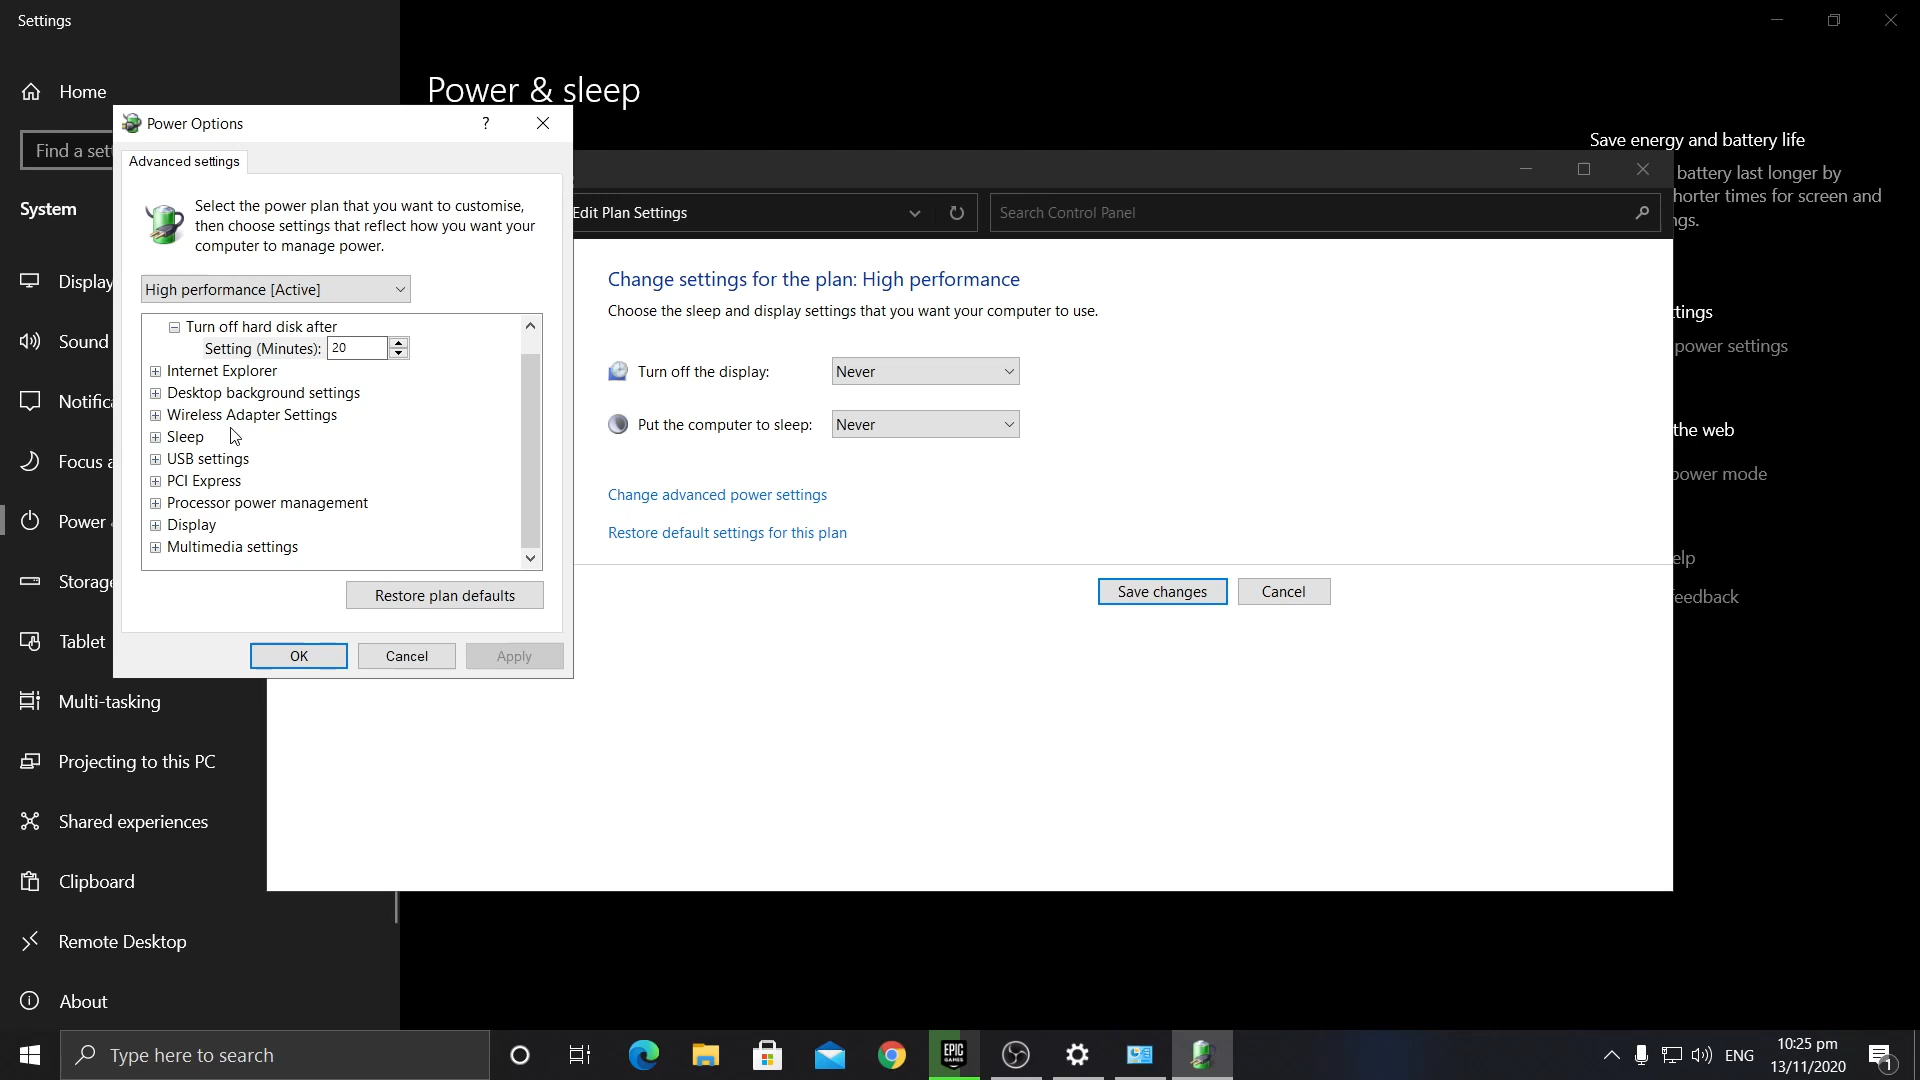 Settings
Home
Find a set
System
Display
Sound
Notifica
Focus a
Power &
Storage
Tablet
Multi-tasking
Projecting to this PC
Shared experiences
Clipboard
Remote Desktop
About
Power & sleep
Save energy and battery life
battery last longer by
horter times for screen and
ngs.
ttings
power settings
the web
power mode
elp
eedback
Power Options
?
Advanced settings
Select the power plan that you want to customise,
then choose settings that reflect how you want your
computer to manage power.
High performance [Active]
Turn off hard disk after
Setting (Minutes): 20
Internet Explorer
Desktop background settings
Wireless Adapter Settings
Sleep
USB settings
PCI Express
Processor power management
Display
Multimedia settings
Restore plan defaults
OK Cancel Apply
Edit Plan Settings
Search Control Panel
Change settings for the plan: High performance
Choose the sleep and display settings that you want your computer to use.
Turn off the display: Never
Put the computer to sleep: Never
Change advanced power settings
Restore default settings for this plan
Save changes Cancel
Type here to search
EPIC
GAMES
ENG
10:25 pm
13/11/2020
1